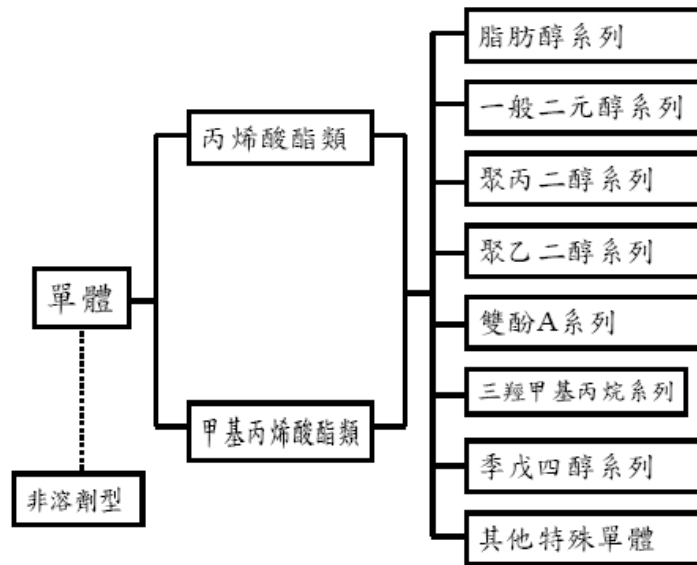 單體
非溶劑型
丙烯酸酯類
甲基丙烯酸酯類
脂肪醇系列
一般二元醇系列
聚丙二醇系列
聚乙二醇系列
雙酚A系列
三羥甲基丙烷系列
季戊四醇系列
其他特殊單體